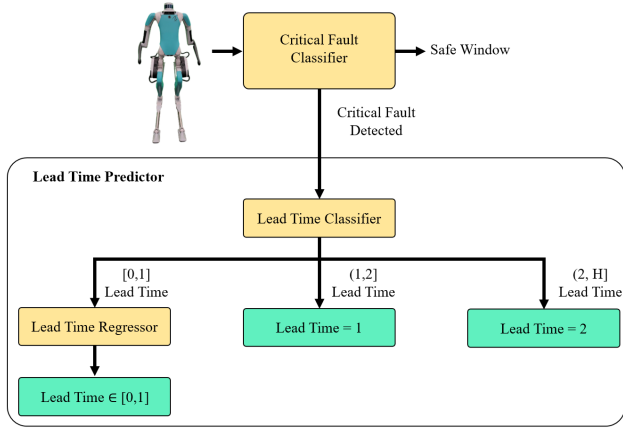 Critical Fault
Classifier
Safe Window
Critical Fault
Detected
Lead Time Predictor
Lead Time Classifier
[0,1]
Lead Time
(1,2]
Lead Time
(2, H]
Lead Time
Lead Time Regressor
Lead Time = 1
Lead Time = 2
Lead Time ∈ [0,1]